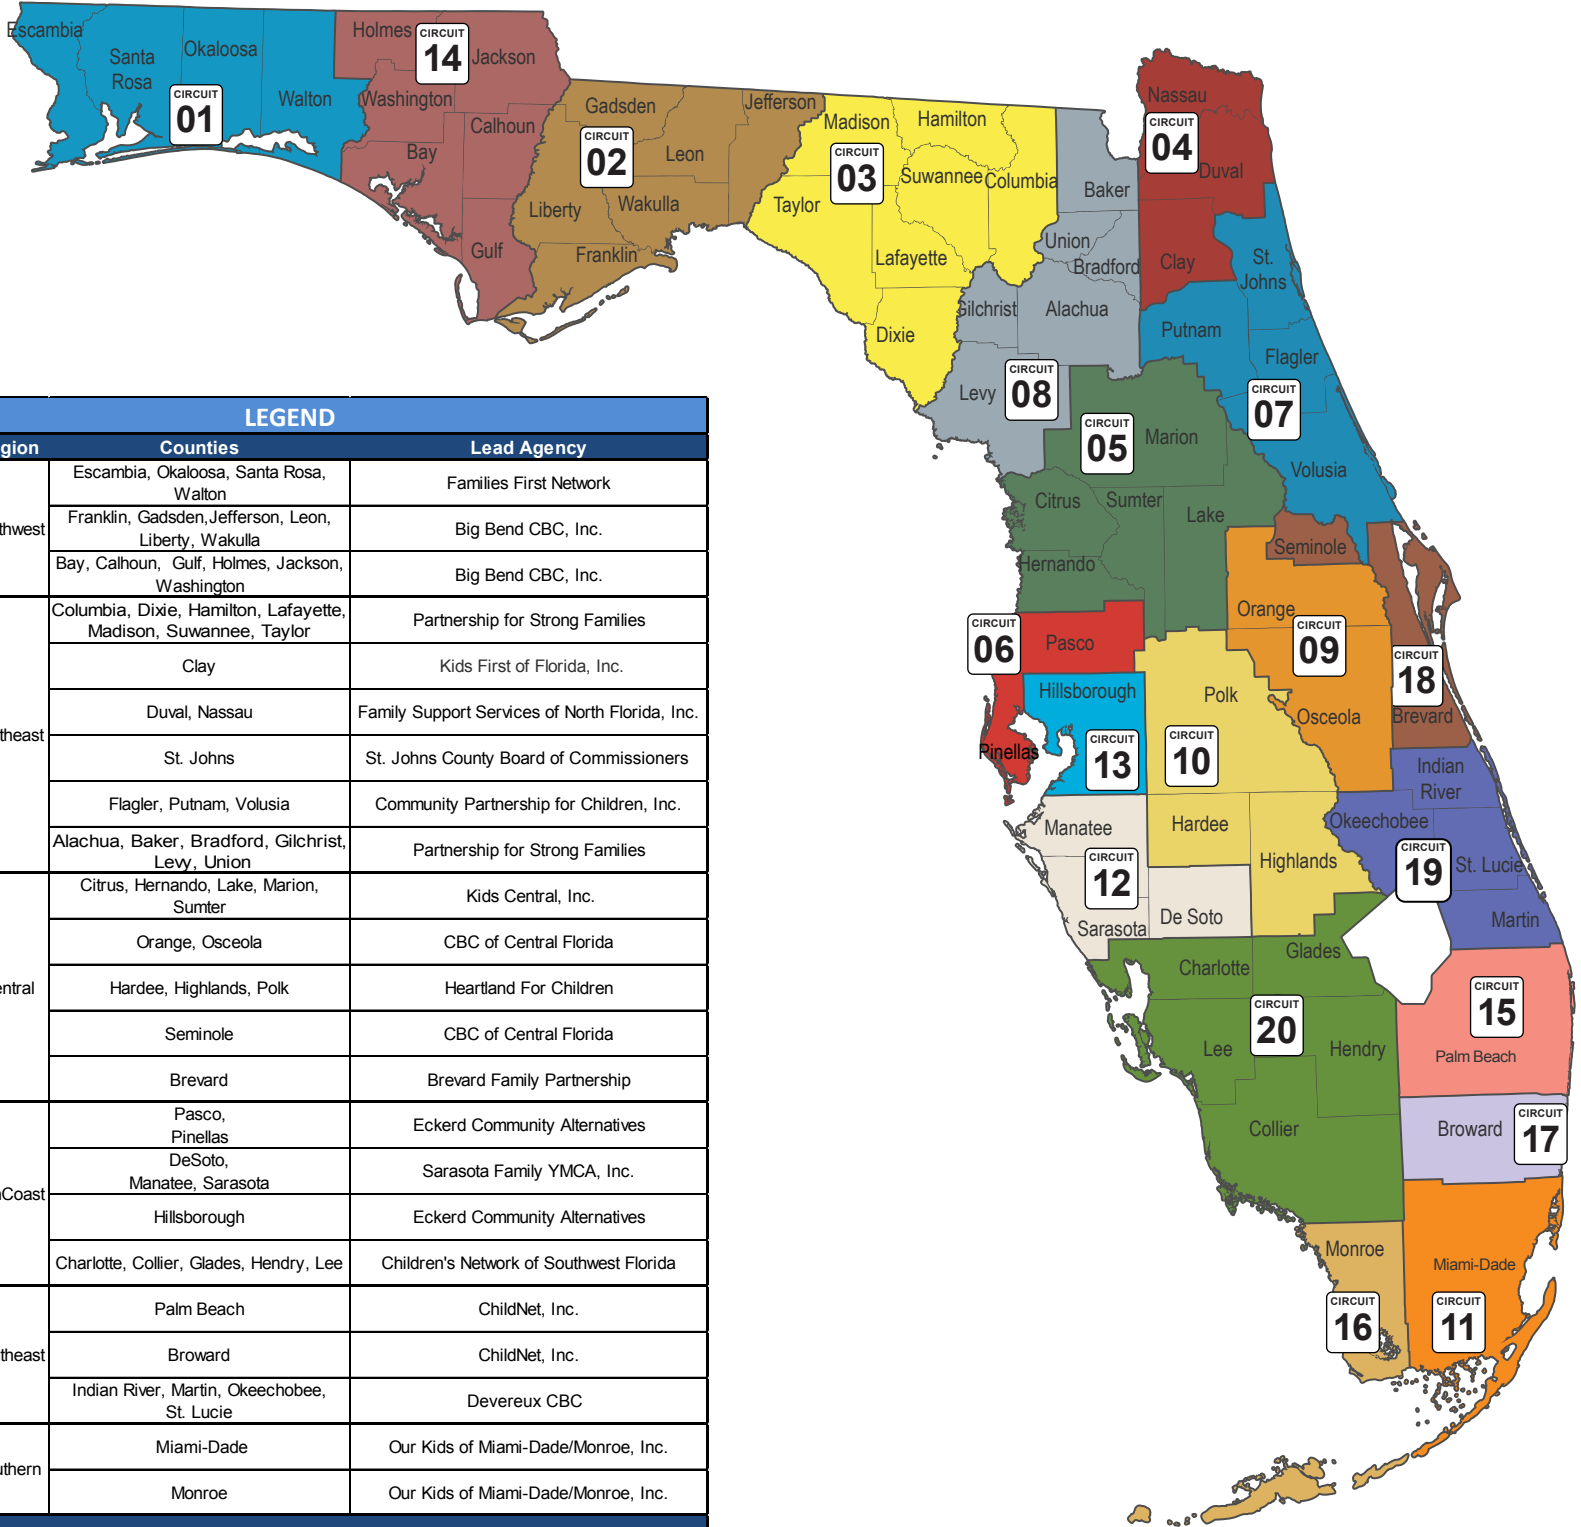 Escambia
Santa
Rosa
Okaloosa
Walton
CIRCUIT
01
Holmes
CIRCUIT
14
Jackson
Washington
Calhoun
Bay
Gulf
Gadsden
Jefferson
CIRCUIT
02
Leon
Liberty
Wakulla
Franklin
Madison
Hamilton
CIRCUIT
03
Suwannee
Columbia
Taylor
Lafayette
Dixie
Nassau
CIRCUIT
04
Duval
Baker
Union
Bradford
Clay
St.
Johns
Gilchrist
Alachua
Putnam
Flagler
Levy
CIRCUIT
08
CIRCUIT
07
CIRCUIT
05
Marion
Volusia
Citrus
Sumter
Lake
Seminole
Hernando
Orange
CIRCUIT
06
Pasco
CIRCUIT
09
CIRCUIT
18
Hillsborough
Polk
Osceola
Brevard
Pinellas
CIRCUIT
13
CIRCUIT
10
Indian
River
Manatee
Hardee
Okeechobee
CIRCUIT
12
Highlands
CIRCUIT
19
St. Lucie
Sarasota
De Soto
Martin
Charlotte
Glades
CIRCUIT
20
CIRCUIT
15
Lee
Hendry
Palm Beach
Collier
Broward
CIRCUIT
17
Monroe
Miami-Dade
CIRCUIT
16
CIRCUIT
11
LEGEND
gion Counties Lead Agency
Escambia, Okaloosa, Santa Rosa,
Walton
Families First Network
thwest
Franklin, Gadsden,Jefferson, Leon,
Liberty, Wakulla
Big Bend CBC, Inc.
Bay, Calhoun, Gulf, Holmes, Jackson,
Washington
Big Bend CBC, Inc.
Columbia, Dixie, Hamilton, Lafayette,
Madison, Suwannee, Taylor
Partnership for Strong Families
Clay Kids First of Florida, Inc.
Duval, Nassau Family Support Services of North Florida, Inc.
theast
St. Johns St. Johns County Board of Commissioners
Flagler, Putnam, Volusia Community Partnership for Children, Inc.
Alachua, Baker, Bradford, Gilchrist,
Levy, Union
Partnership for Strong Families
Citrus, Hernando, Lake, Marion,
Sumter
Kids Central, Inc.
Orange, Osceola CBC of Central Florida
entral Hardee, Highlands, Polk Heartland For Children
Seminole CBC of Central Florida
Brevard Brevard Family Partnership
Pasco,
Pinellas
Eckerd Community Alternatives
DeSoto,
Manatee, Sarasota
Sarasota Family YMCA, Inc.
Coast
Hillsborough Eckerd Community Alternatives
Charlotte, Collier, Glades, Hendry, Lee Children's Network of Southwest Florida
Palm Beach ChildNet, Inc.
theast Broward ChildNet, Inc.
Indian River, Martin, Okeechobee,
St. Lucie
Devereux CBC
Miami-Dade Our Kids of Miami-Dade/Monroe, Inc.
uthern
Monroe Our Kids of Miami-Dade/Monroe, Inc.